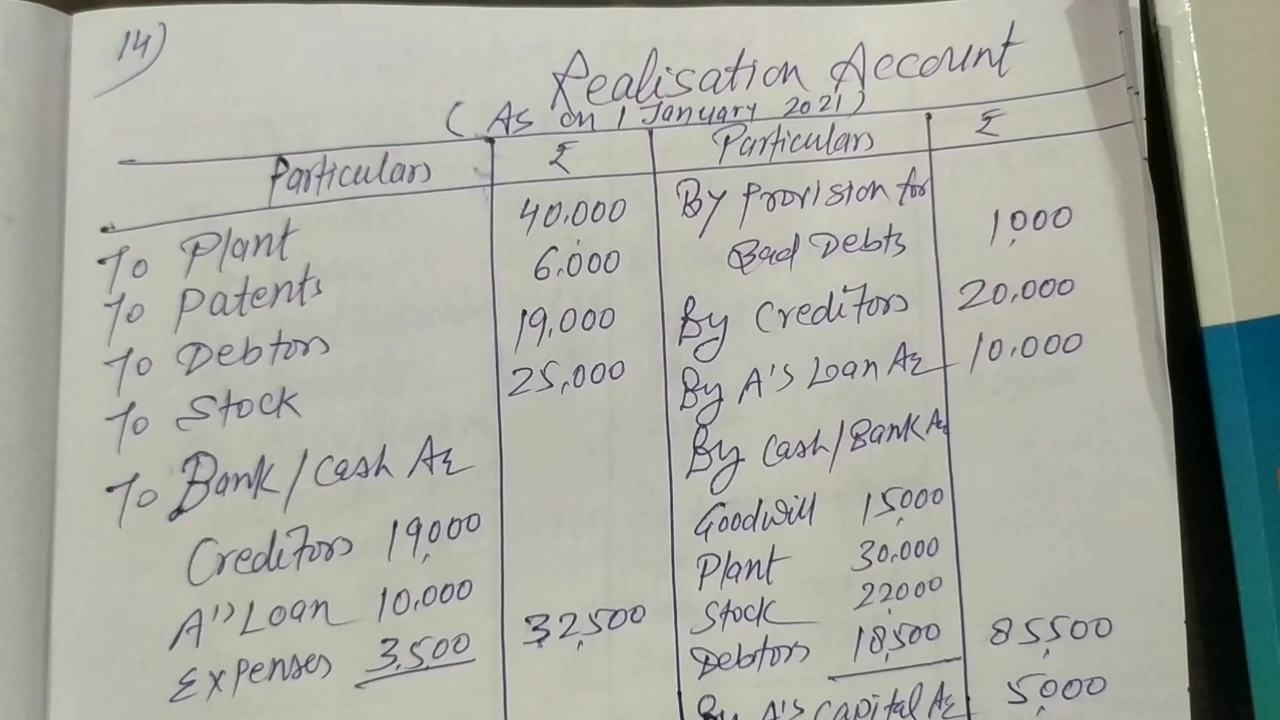 14)
Realisation Account
(As on 1 January 2021)
Particulars ₹ Particulars ₹
To Plant 40,000 By Provision for
Bad Debts 1,000
To Patents 6,000
To Debtors 19,000 By Creditors 20,000
To Stock 25,000 By A's Loan A/c 10,000
To Bank/Cash A/c By Cash/Bank A/c
Creditors 19,000 Goodwill 15,000
A's Loan 10,000 Plant 30,000
Expenses 3,500 32,500 Stock 22000
Debtors 18,500 85,500
By A's Capital A/c 5,000